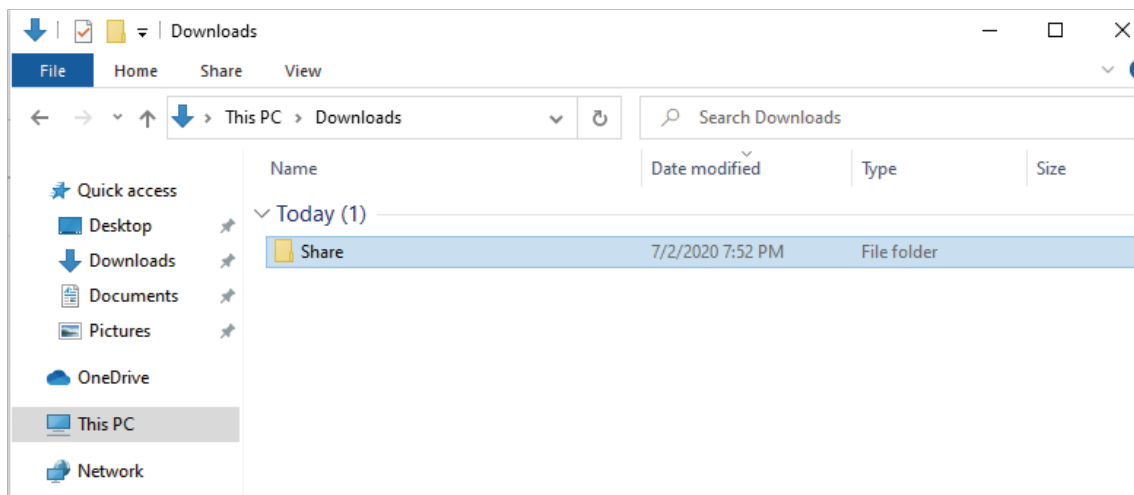 Downloads
File Home Share View
This PC > Downloads
Search Downloads
Name Date modified Type Size
Quick access
Today (1)
Desktop
Share 7/2/2020 7:52 PM File folder
Downloads
Documents
Pictures
OneDrive
This PC
Network